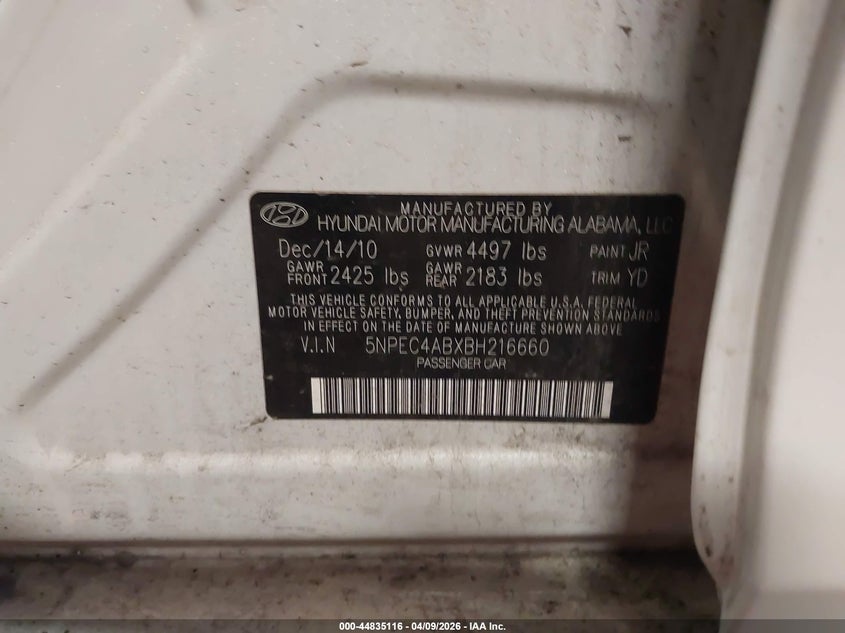 MANUFACTURED BY
HYUNDAI MOTOR MANUFACTURING ALABAMA, LLC
Dec/14/10 GVWR 4497 lbs PAINT JR
GAWR FRONT 2425 lbs GAWR REAR 2183 lbs TRIM YD
THIS VEHICLE CONFORMS TO ALL APPLICABLE U.S.A. FEDERAL
MOTOR VEHICLE SAFETY, BUMPER, AND THEFT PREVENTION STANDARDS
IN EFFECT ON THE DATE OF MANUFACTURE SHOWN ABOVE
V.I.N 5NPEC4ABXBH216660
PASSENGER CAR
000-44835116 - 04/09/2026 - IAA Inc.